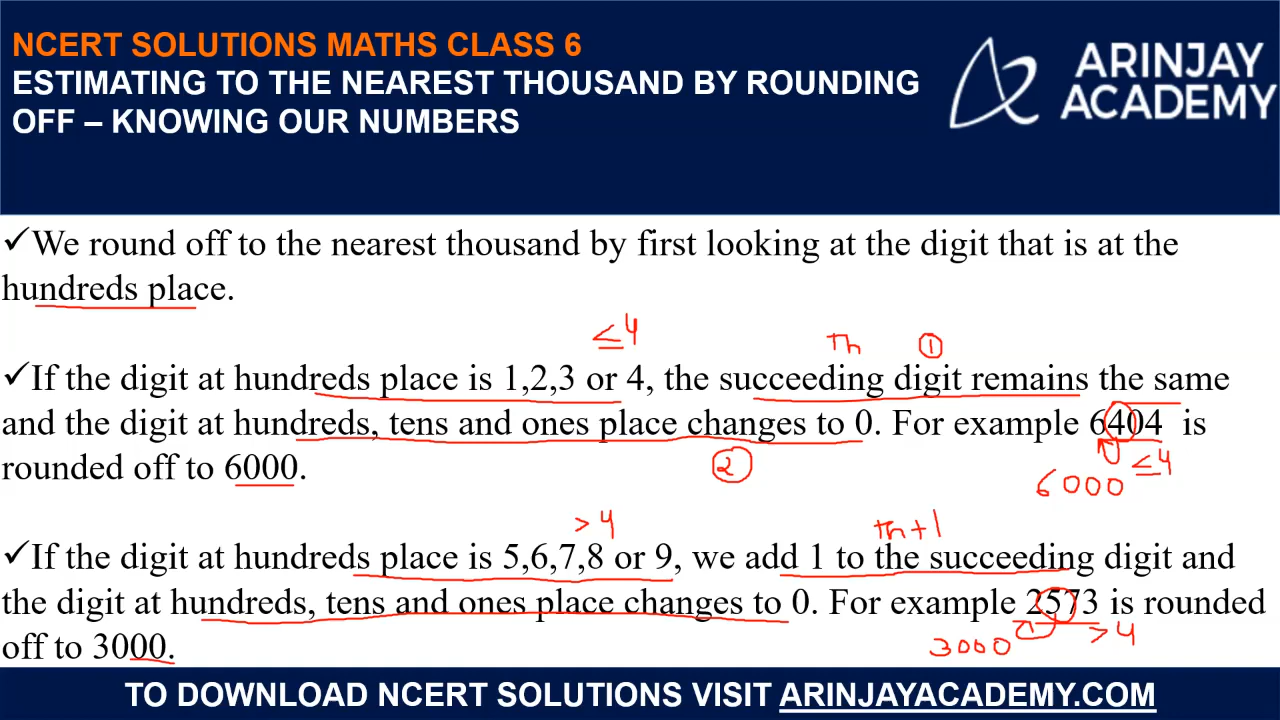 NCERT SOLUTIONS MATHS CLASS 6
ESTIMATING TO THE NEAREST THOUSAND BY ROUNDING
OFF – KNOWING OUR NUMBERS
ARINJAY
ACADEMY
✓We round off to the nearest thousand by first looking at the digit that is at the
hundreds place.
≤4
Th ①
✓If the digit at hundreds place is 1,2,3 or 4, the succeeding digit remains the same
and the digit at hundreds, tens and ones place changes to 0. For example 6404 is
rounded off to 6000.
②
≤4
6000
>4
Th+1
✓If the digit at hundreds place is 5,6,7,8 or 9, we add 1 to the succeeding digit and
the digit at hundreds, tens and ones place changes to 0. For example 2573 is rounded
off to 3000.
3000
>4
TO DOWNLOAD NCERT SOLUTIONS VISIT ARINJAYACADEMY.COM